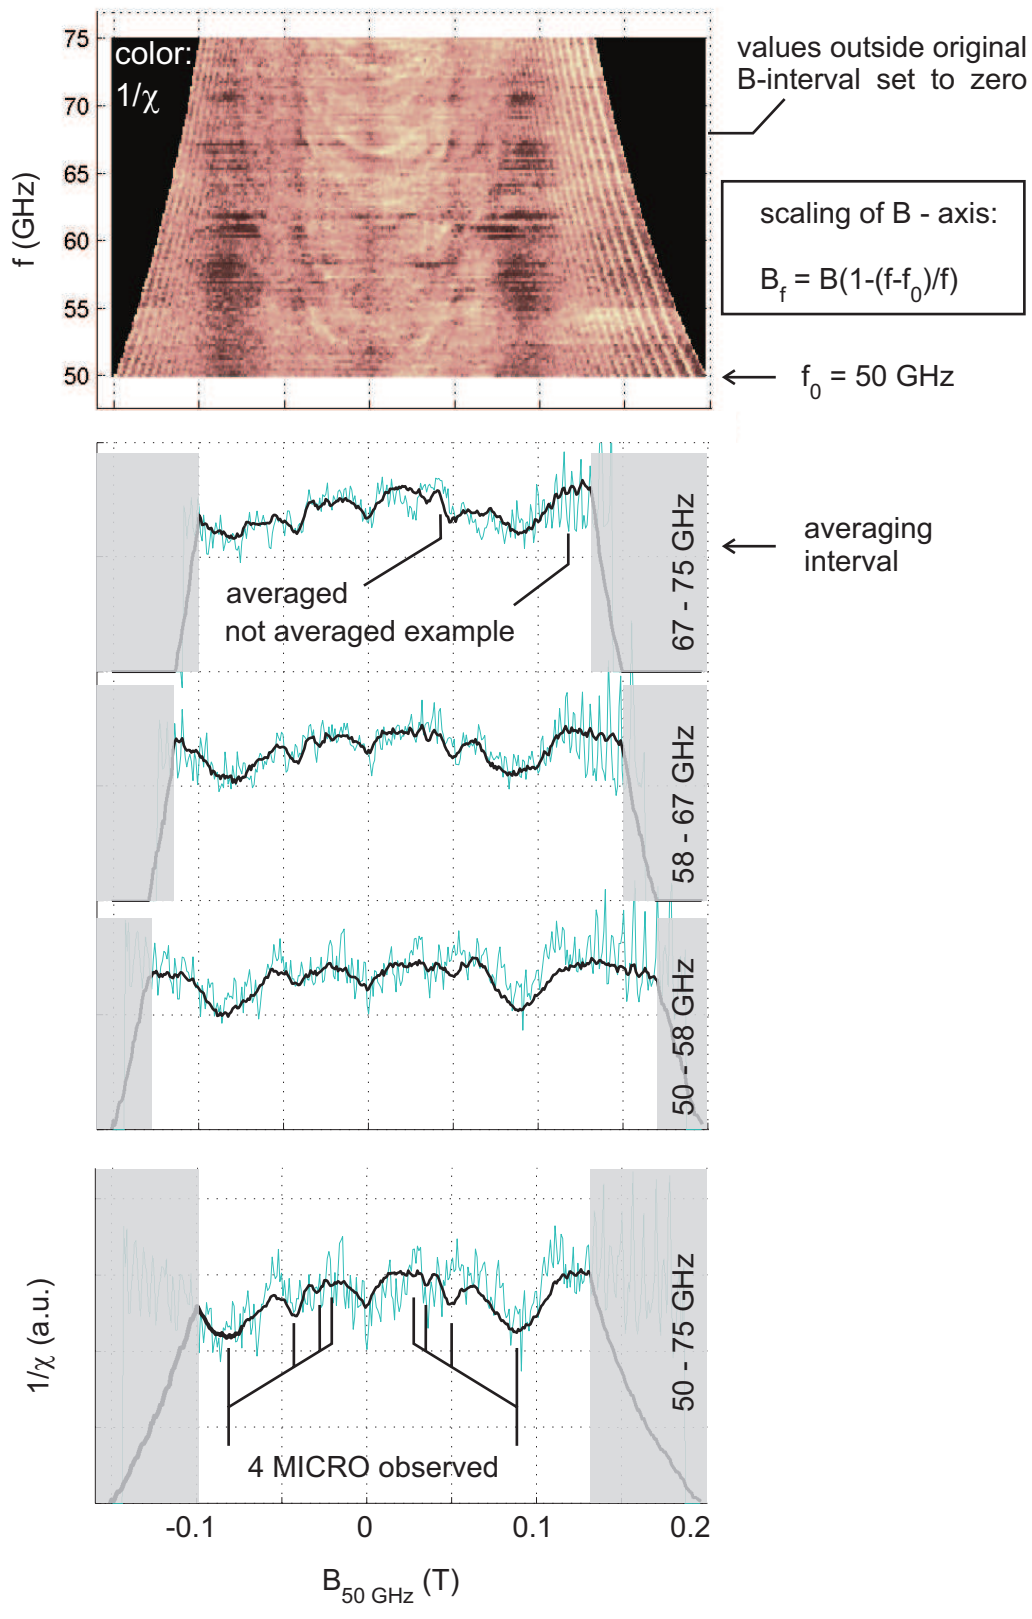 75
70
65
60
55
50
f (GHz)
color:
1/χ
values outside original
B-interval set to zero
scaling of B - axis:
B_f = B(1-(f-f_0)/f)
f_0 = 50 GHz
averaged
not averaged example
67 - 75 GHz
averaging
interval
58 - 67 GHz
50 - 58 GHz
50 - 75 GHz
1/χ (a.u.)
4 MICRO observed
-0.1 0 0.1 0.2
B_50 GHz (T)